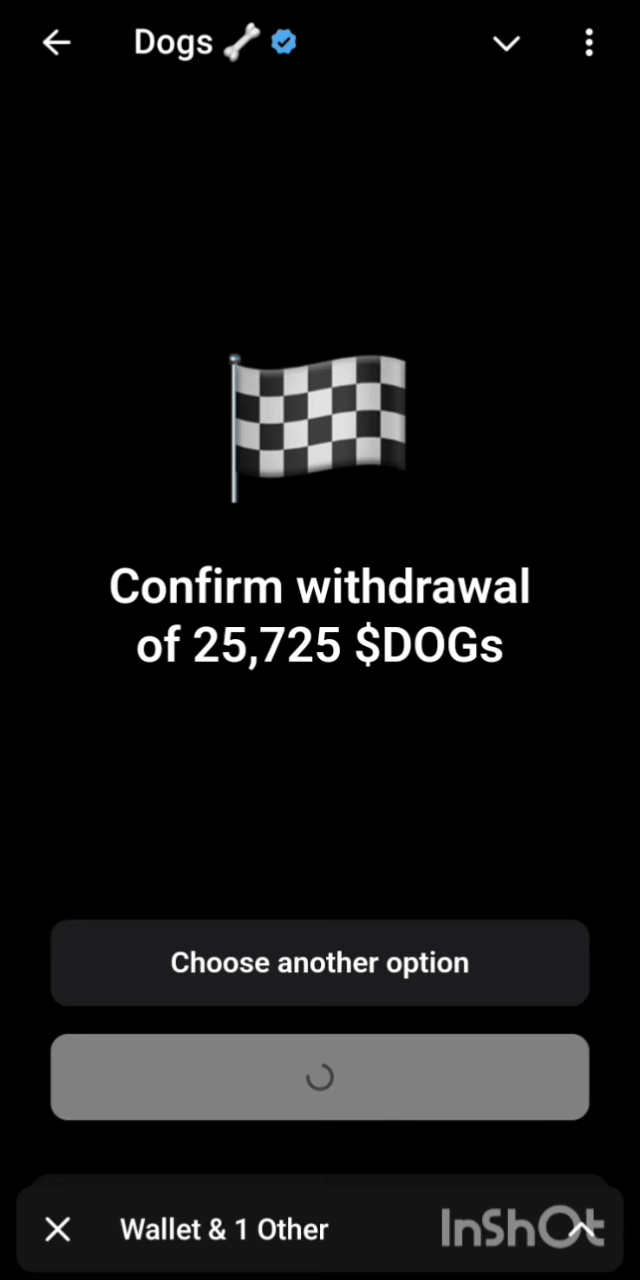 Dogs
Confirm withdrawal
of 25,725 $DOGs
Choose another option
Wallet & 1 Other
InShOt